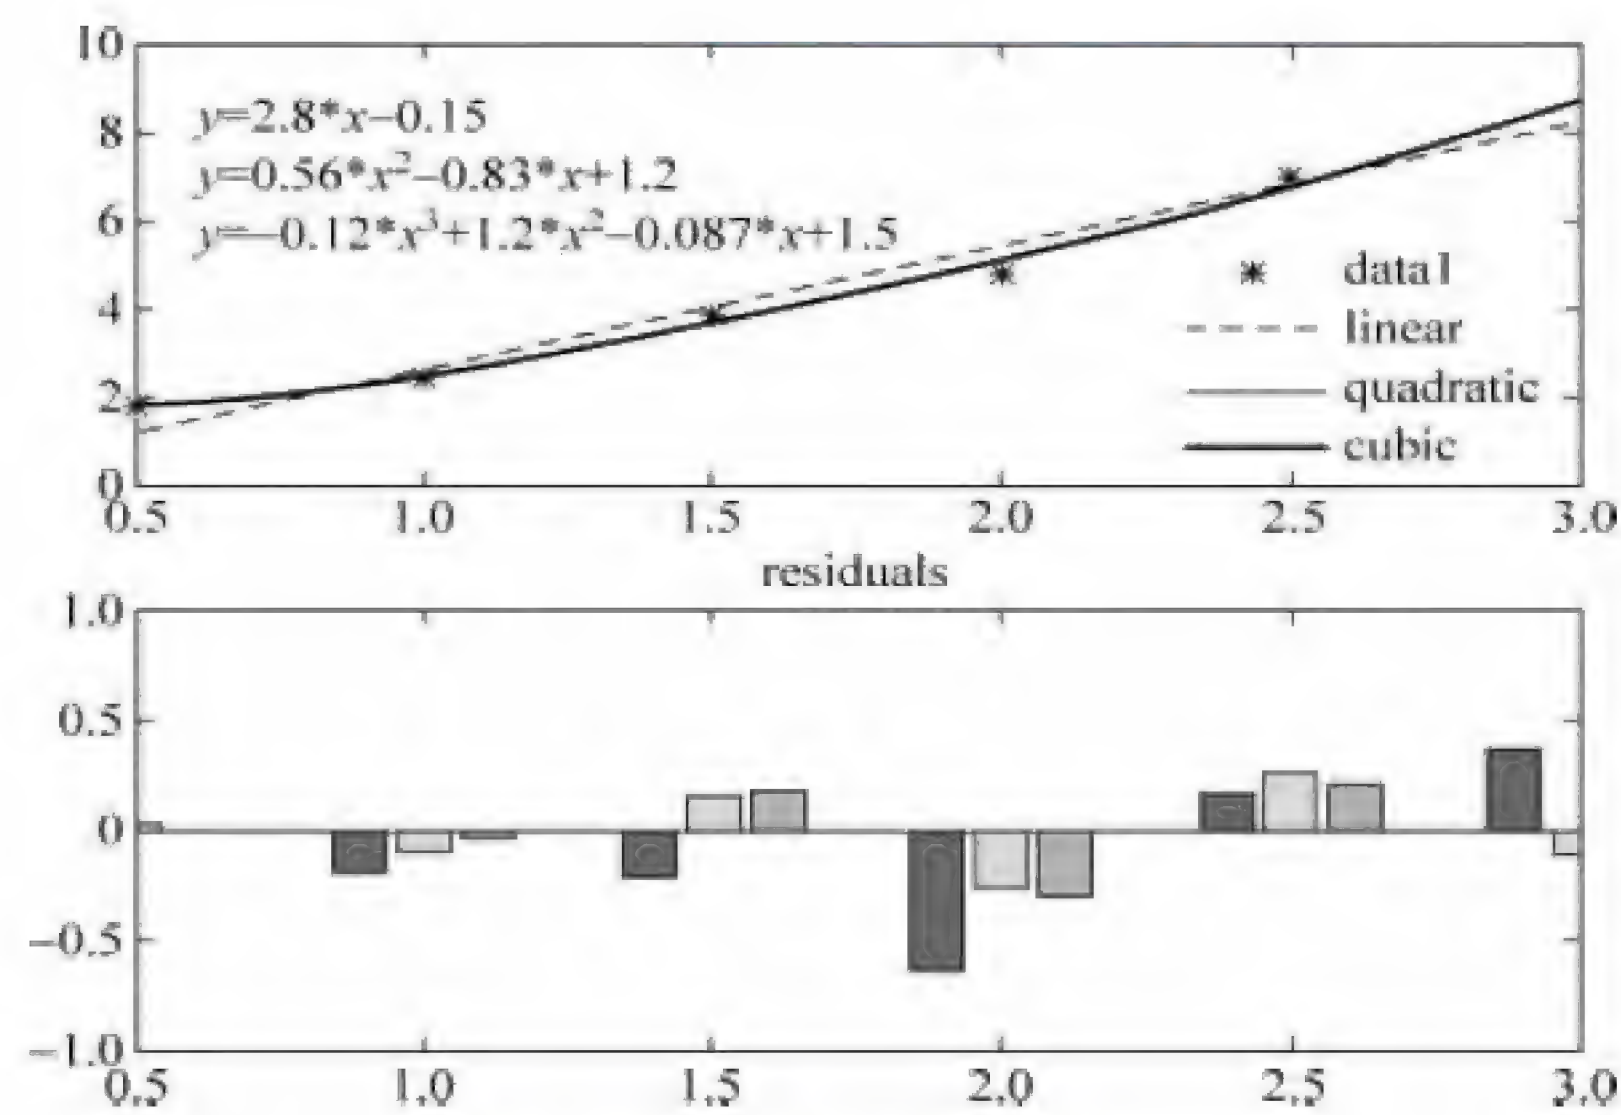 10
y=2.8*x−0.15
8
y=0.56*x²−0.83*x+1.2
6
y=−0.12*x³+1.2*x²−0.087*x+1.5
data1
4
linear
quadratic
2
cubic
0
0.5 1.0 1.5 2.0 2.5 3.0
residuals
1.0
0.5
0
−0.5
−1.0
0.5 1.0 1.5 2.0 2.5 3.0